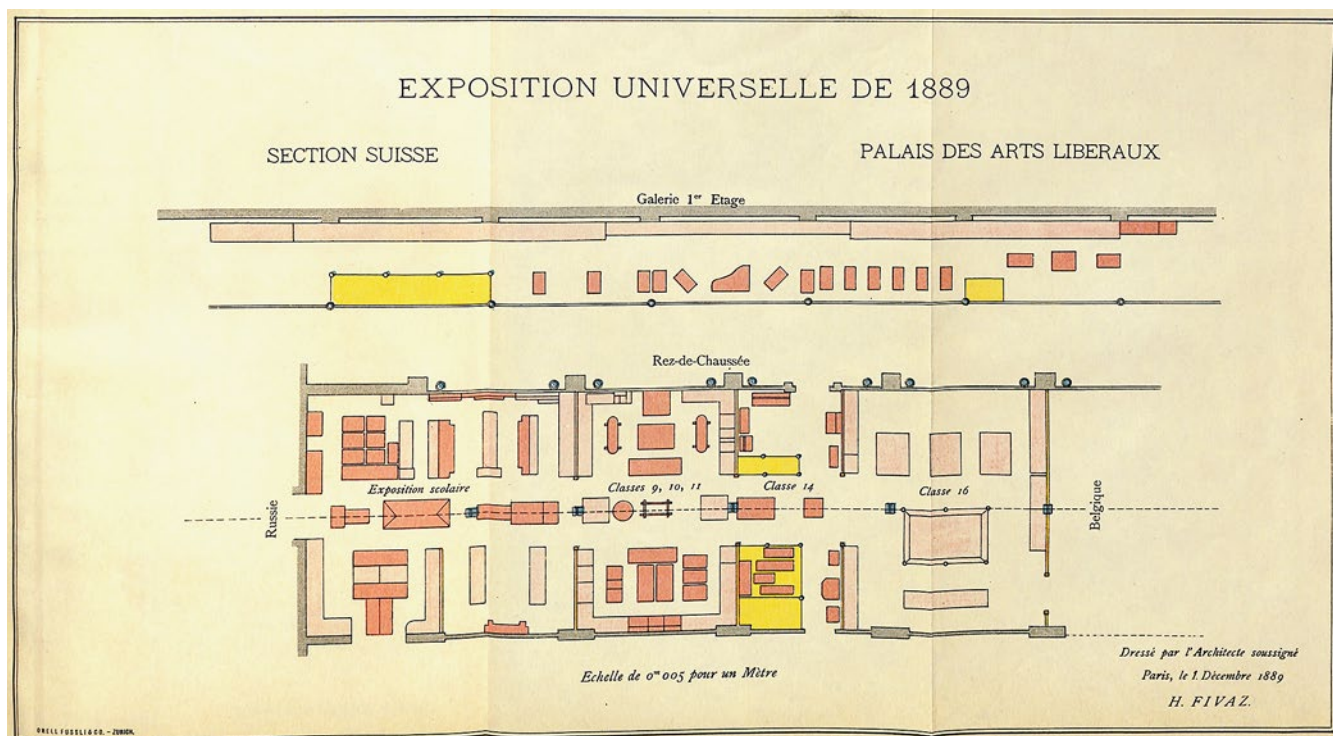 EXPOSITION UNIVERSELLE DE 1889
SECTION SUISSE
PALAIS DES ARTS LIBERAUX
Galerie 1er Etage
Rez-de-Chaussée
Exposition scolaire
Classes 9, 10, 11
Classe 14
Classe 16
Russie
Belgique
Echelle de 0m 005 pour un Mètre
Dressé par l'Architecte soussigné
Paris, le 1. Décembre 1889
H. FIVAZ.
ORELL FUSSLI & CO. – ZURICH.